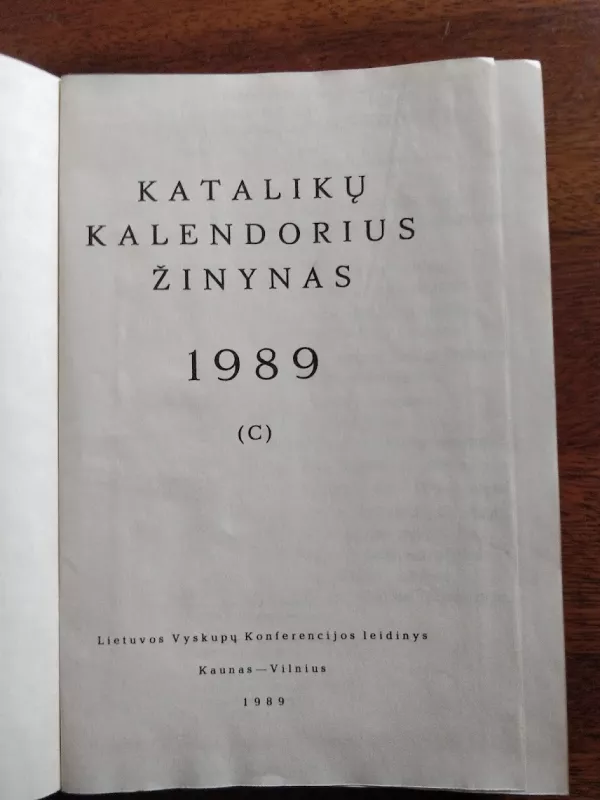 KATALIKŲ
KALENDORIUS
ŽINYNAS
1989
(C)
Lietuvos Vyskupų Konferencijos leidinys
Kaunas—Vilnius
1989